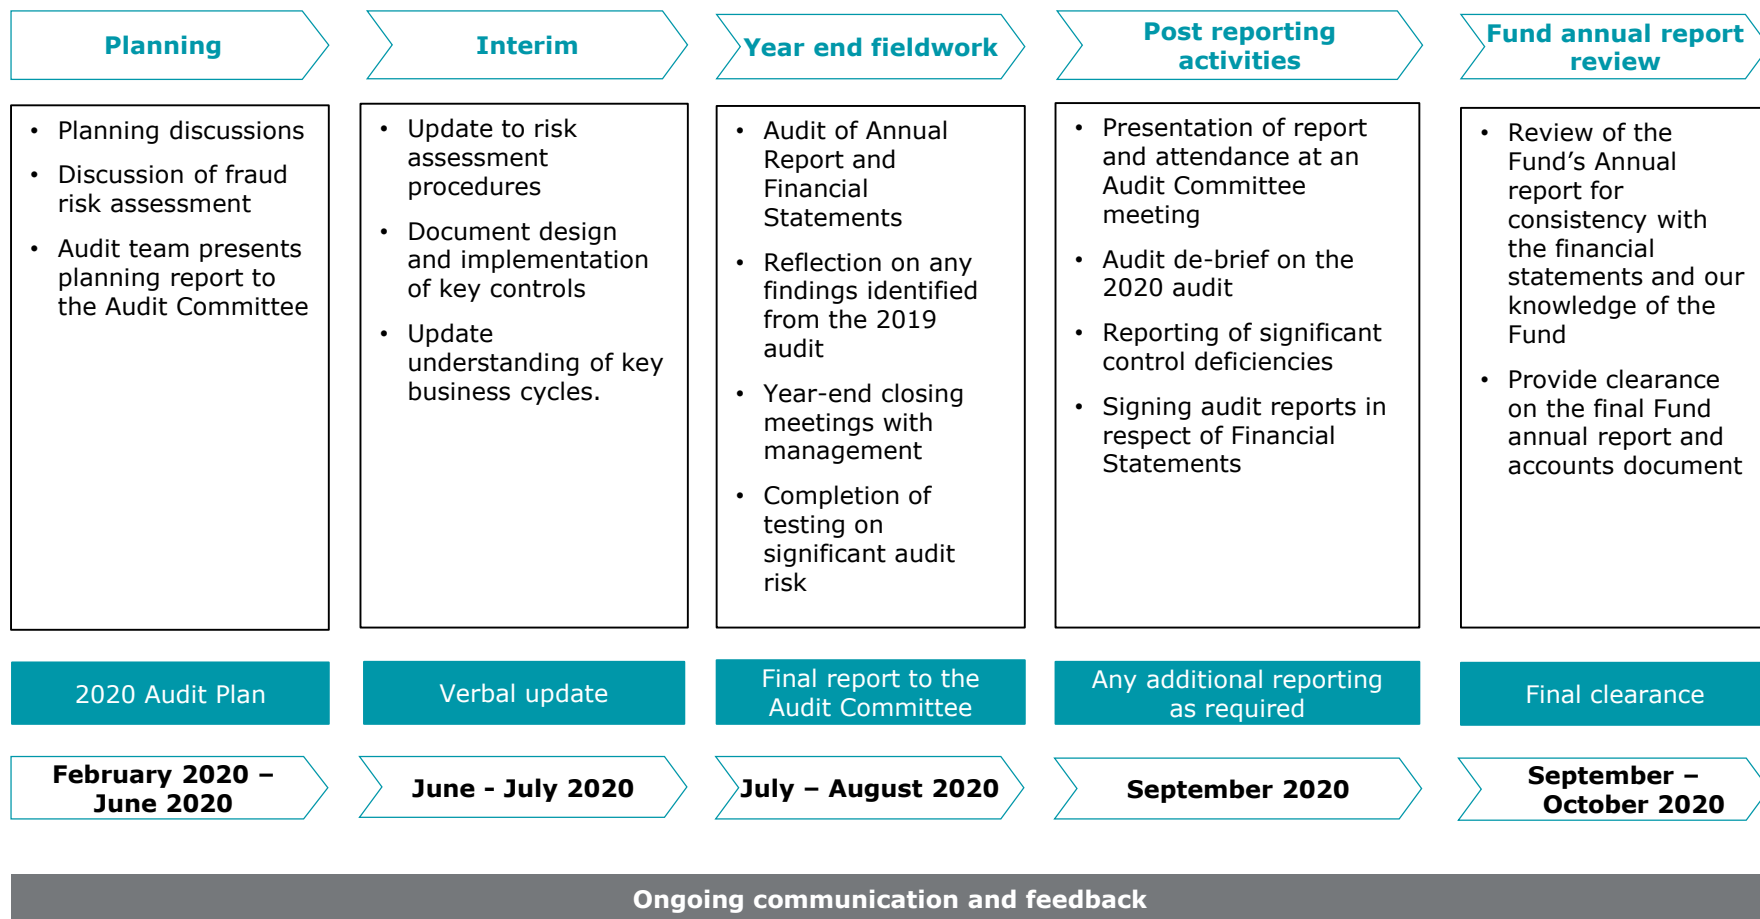 Planning
Interim
Year end fieldwork
Post reporting
activities
Fund annual report
review
• Planning discussions
• Discussion of fraud
risk assessment
• Audit team presents
planning report to
the Audit Committee
• Update to risk
assessment
procedures
• Document design
and implementation
of key controls
• Update
understanding of key
business cycles.
• Audit of Annual
Report and
Financial
Statements
• Reflection on any
findings identified
from the 2019
audit
• Year-end closing
meetings with
management
• Completion of
testing on
significant audit
risk
• Presentation of report
and attendance at an
Audit Committee
meeting
• Audit de-brief on the
2020 audit
• Reporting of significant
control deficiencies
• Signing audit reports in
respect of Financial
Statements
• Review of the
Fund’s Annual
report for
consistency with
the financial
statements and our
knowledge of the
Fund
• Provide clearance
on the final Fund
annual report and
accounts document
2020 Audit Plan
Verbal update
Final report to the
Audit Committee
Any additional reporting
as required
Final clearance
February 2020 –
June 2020
June - July 2020
July – August 2020
September 2020
September –
October 2020
Ongoing communication and feedback